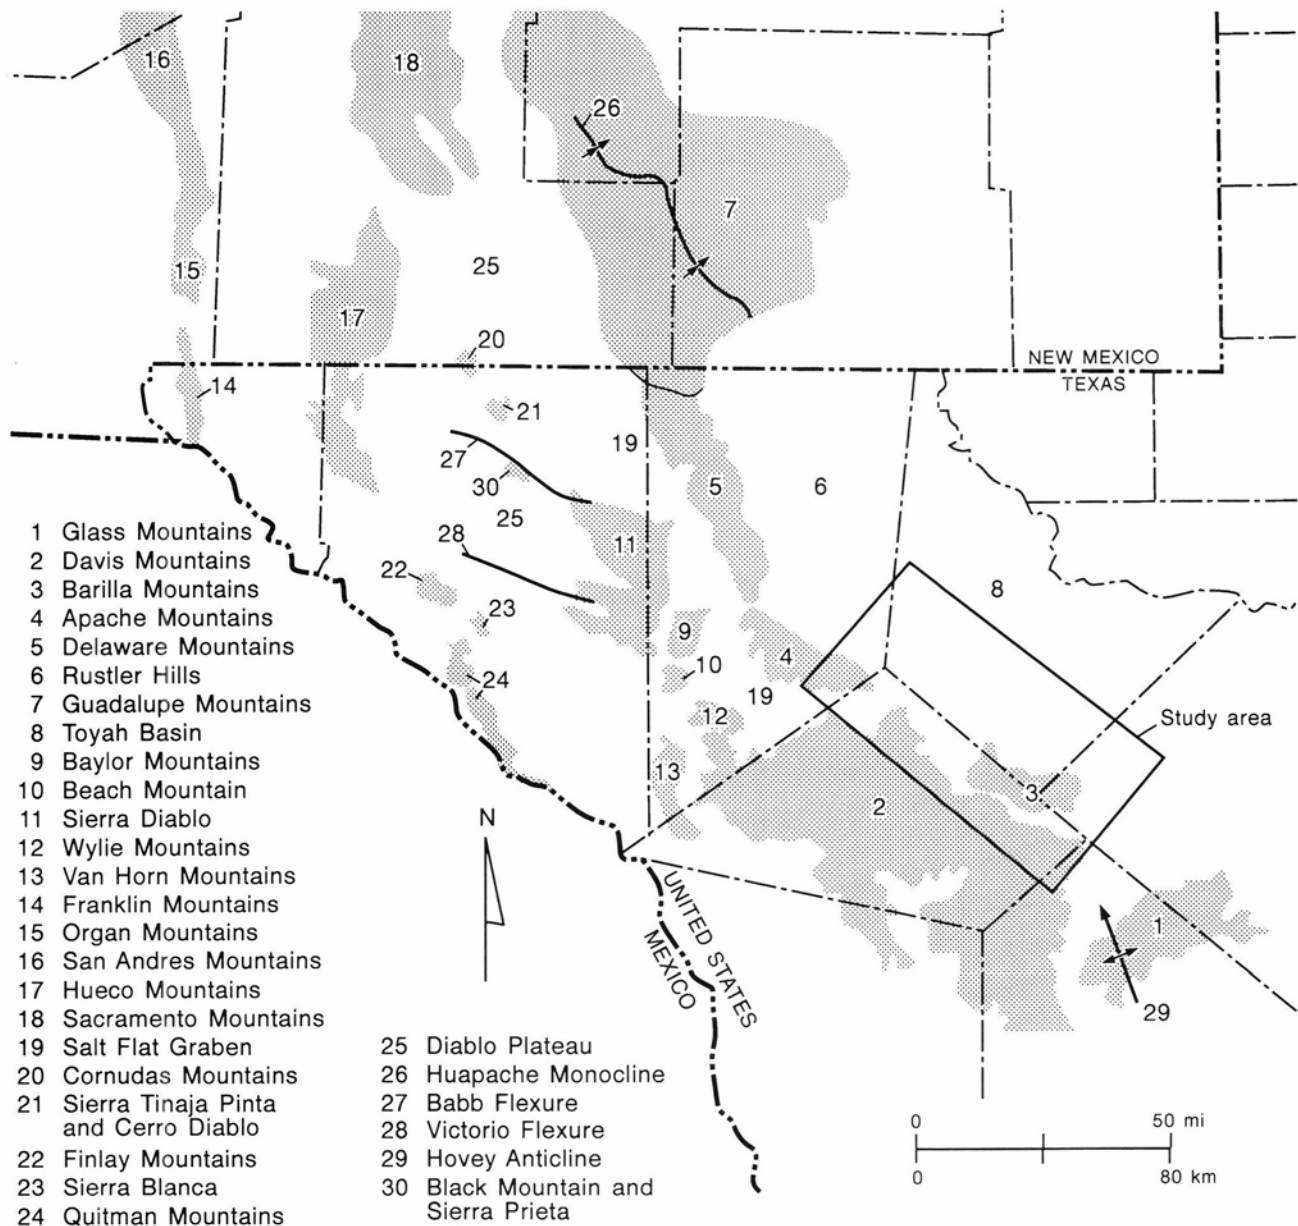 16
18
26
7
15
25
17
20
NEW MEXICO
TEXAS
14
21
19
27
30
5
6
25
28
11
22
8
23
9
4
10
24
19
12
Study area
13
3
2
1
29
N
UNITED STATES
MEXICO
1 Glass Mountains
2 Davis Mountains
3 Barilla Mountains
4 Apache Mountains
5 Delaware Mountains
6 Rustler Hills
7 Guadalupe Mountains
8 Toyah Basin
9 Baylor Mountains
10 Beach Mountain
11 Sierra Diablo
12 Wylie Mountains
13 Van Horn Mountains
14 Franklin Mountains
15 Organ Mountains
16 San Andres Mountains
17 Hueco Mountains
18 Sacramento Mountains
19 Salt Flat Graben
20 Cornudas Mountains
21 Sierra Tinaja Pinta
and Cerro Diablo
22 Finlay Mountains
23 Sierra Blanca
24 Quitman Mountains
25 Diablo Plateau
26 Huapache Monocline
27 Babb Flexure
28 Victorio Flexure
29 Hovey Anticline
30 Black Mountain and
Sierra Prieta
0 50 mi
0 80 km